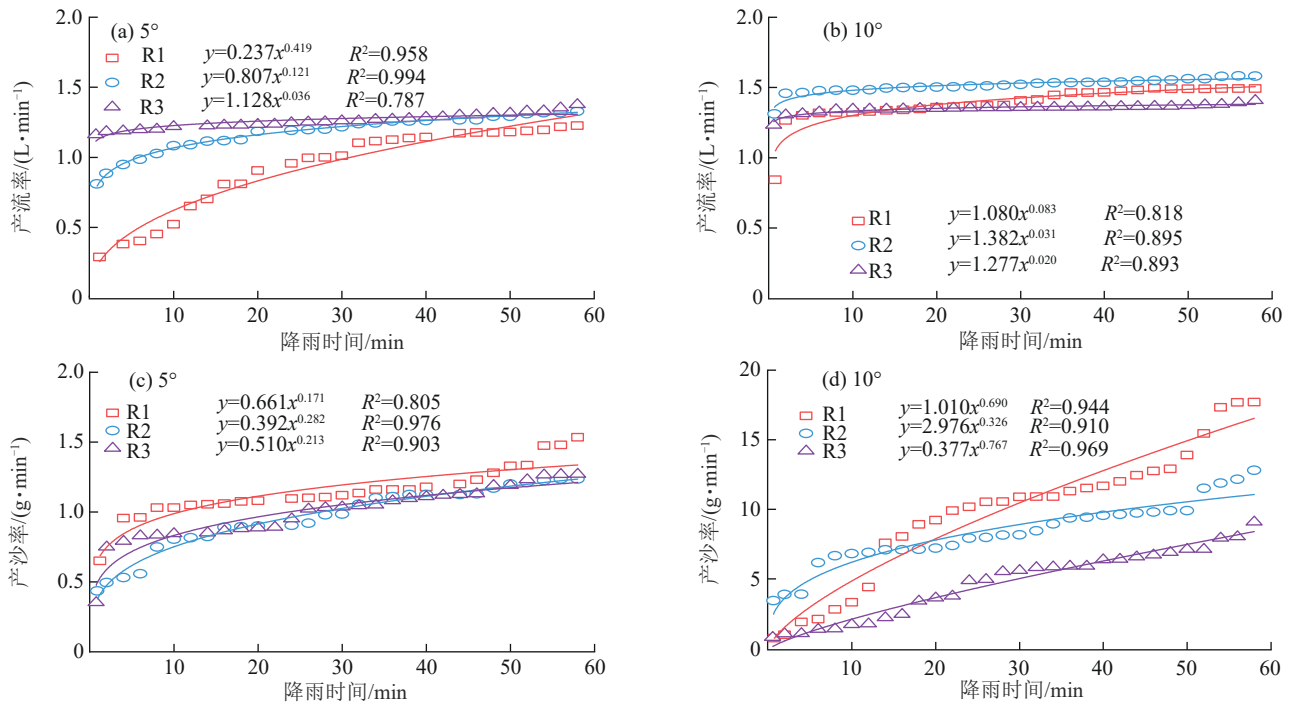 (a) 5°
R1 y=0.237x^0.419 R²=0.958
R2 y=0.807x^0.121 R²=0.994
R3 y=1.128x^0.036 R²=0.787
产流率/(L·min⁻¹)
2.0
1.5
1.0
0.5
0
10 20 30 40 50 60
降雨时间/min
(b) 10°
R1 y=1.080x^0.083 R²=0.818
R2 y=1.382x^0.031 R²=0.895
R3 y=1.277x^0.020 R²=0.893
产流率/(L·min⁻¹)
2.0
1.5
1.0
0.5
0
10 20 30 40 50 60
降雨时间/min
(c) 5°
R1 y=0.661x^0.171 R²=0.805
R2 y=0.392x^0.282 R²=0.976
R3 y=0.510x^0.213 R²=0.903
产沙率/(g·min⁻¹)
2.0
1.5
1.0
0.5
0
10 20 30 40 50 60
降雨时间/min
(d) 10°
R1 y=1.010x^0.690 R²=0.944
R2 y=2.976x^0.326 R²=0.910
R3 y=0.377x^0.767 R²=0.969
产沙率/(g·min⁻¹)
20
15
10
5
0
10 20 30 40 50 60
降雨时间/min